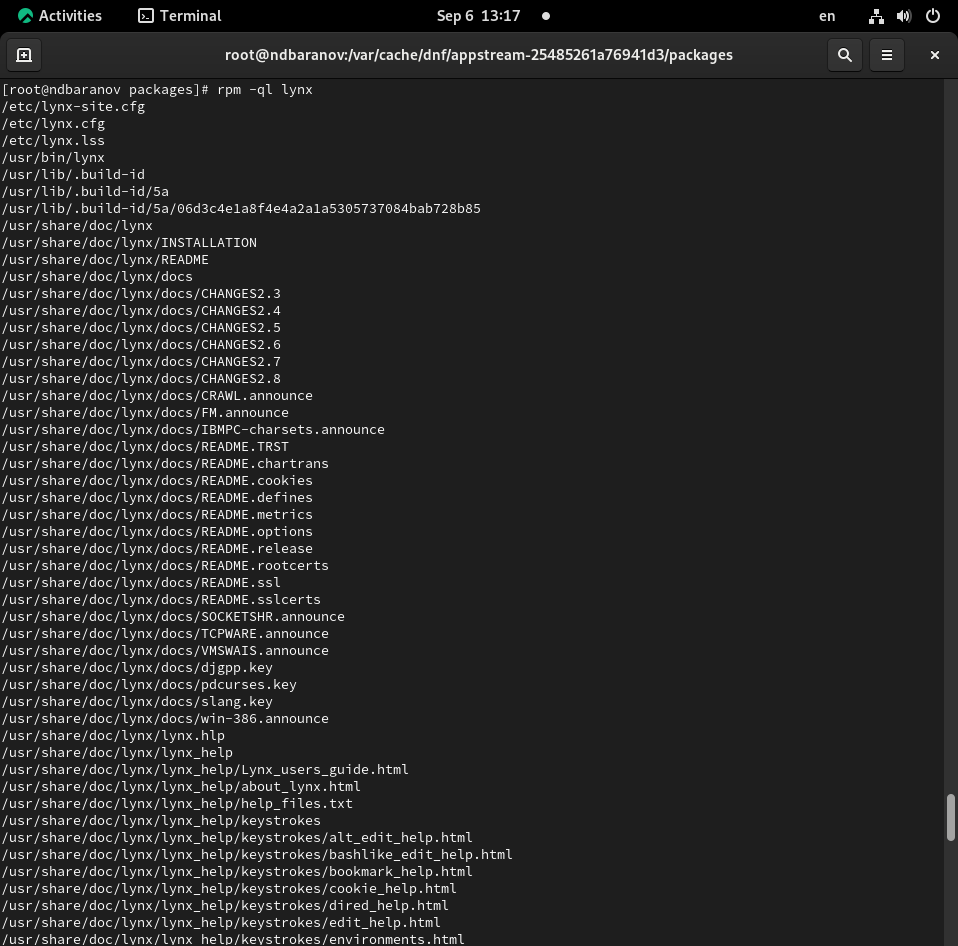 Activities Terminal Sep 6 13:17 en
root@ndbaranov:/var/cache/dnf/appstream-25485261a76941d3/packages
[root@ndbaranov packages]# rpm -ql lynx
/etc/lynx-site.cfg
/etc/lynx.cfg
/etc/lynx.lss
/usr/bin/lynx
/usr/lib/.build-id
/usr/lib/.build-id/5a
/usr/lib/.build-id/5a/06d3c4e1a8f4e4a2a1a5305737084bab728b85
/usr/share/doc/lynx
/usr/share/doc/lynx/INSTALLATION
/usr/share/doc/lynx/README
/usr/share/doc/lynx/docs
/usr/share/doc/lynx/docs/CHANGES2.3
/usr/share/doc/lynx/docs/CHANGES2.4
/usr/share/doc/lynx/docs/CHANGES2.5
/usr/share/doc/lynx/docs/CHANGES2.6
/usr/share/doc/lynx/docs/CHANGES2.7
/usr/share/doc/lynx/docs/CHANGES2.8
/usr/share/doc/lynx/docs/CRAWL.announce
/usr/share/doc/lynx/docs/FM.announce
/usr/share/doc/lynx/docs/IBMPC-charsets.announce
/usr/share/doc/lynx/docs/README.TRST
/usr/share/doc/lynx/docs/README.chartrans
/usr/share/doc/lynx/docs/README.cookies
/usr/share/doc/lynx/docs/README.defines
/usr/share/doc/lynx/docs/README.metrics
/usr/share/doc/lynx/docs/README.options
/usr/share/doc/lynx/docs/README.release
/usr/share/doc/lynx/docs/README.rootcerts
/usr/share/doc/lynx/docs/README.ssl
/usr/share/doc/lynx/docs/README.sslcerts
/usr/share/doc/lynx/docs/SOCKETSHR.announce
/usr/share/doc/lynx/docs/TCPWARE.announce
/usr/share/doc/lynx/docs/VMSWAIS.announce
/usr/share/doc/lynx/docs/djgpp.key
/usr/share/doc/lynx/docs/pdcurses.key
/usr/share/doc/lynx/docs/slang.key
/usr/share/doc/lynx/docs/win-386.announce
/usr/share/doc/lynx/lynx.hlp
/usr/share/doc/lynx/lynx_help
/usr/share/doc/lynx/lynx_help/Lynx_users_guide.html
/usr/share/doc/lynx/lynx_help/about_lynx.html
/usr/share/doc/lynx/lynx_help/help_files.txt
/usr/share/doc/lynx/lynx_help/keystrokes
/usr/share/doc/lynx/lynx_help/keystrokes/alt_edit_help.html
/usr/share/doc/lynx/lynx_help/keystrokes/bashlike_edit_help.html
/usr/share/doc/lynx/lynx_help/keystrokes/bookmark_help.html
/usr/share/doc/lynx/lynx_help/keystrokes/cookie_help.html
/usr/share/doc/lynx/lynx_help/keystrokes/dired_help.html
/usr/share/doc/lynx/lynx_help/keystrokes/edit_help.html
/usr/share/doc/lynx/lynx_help/keystrokes/environments.html